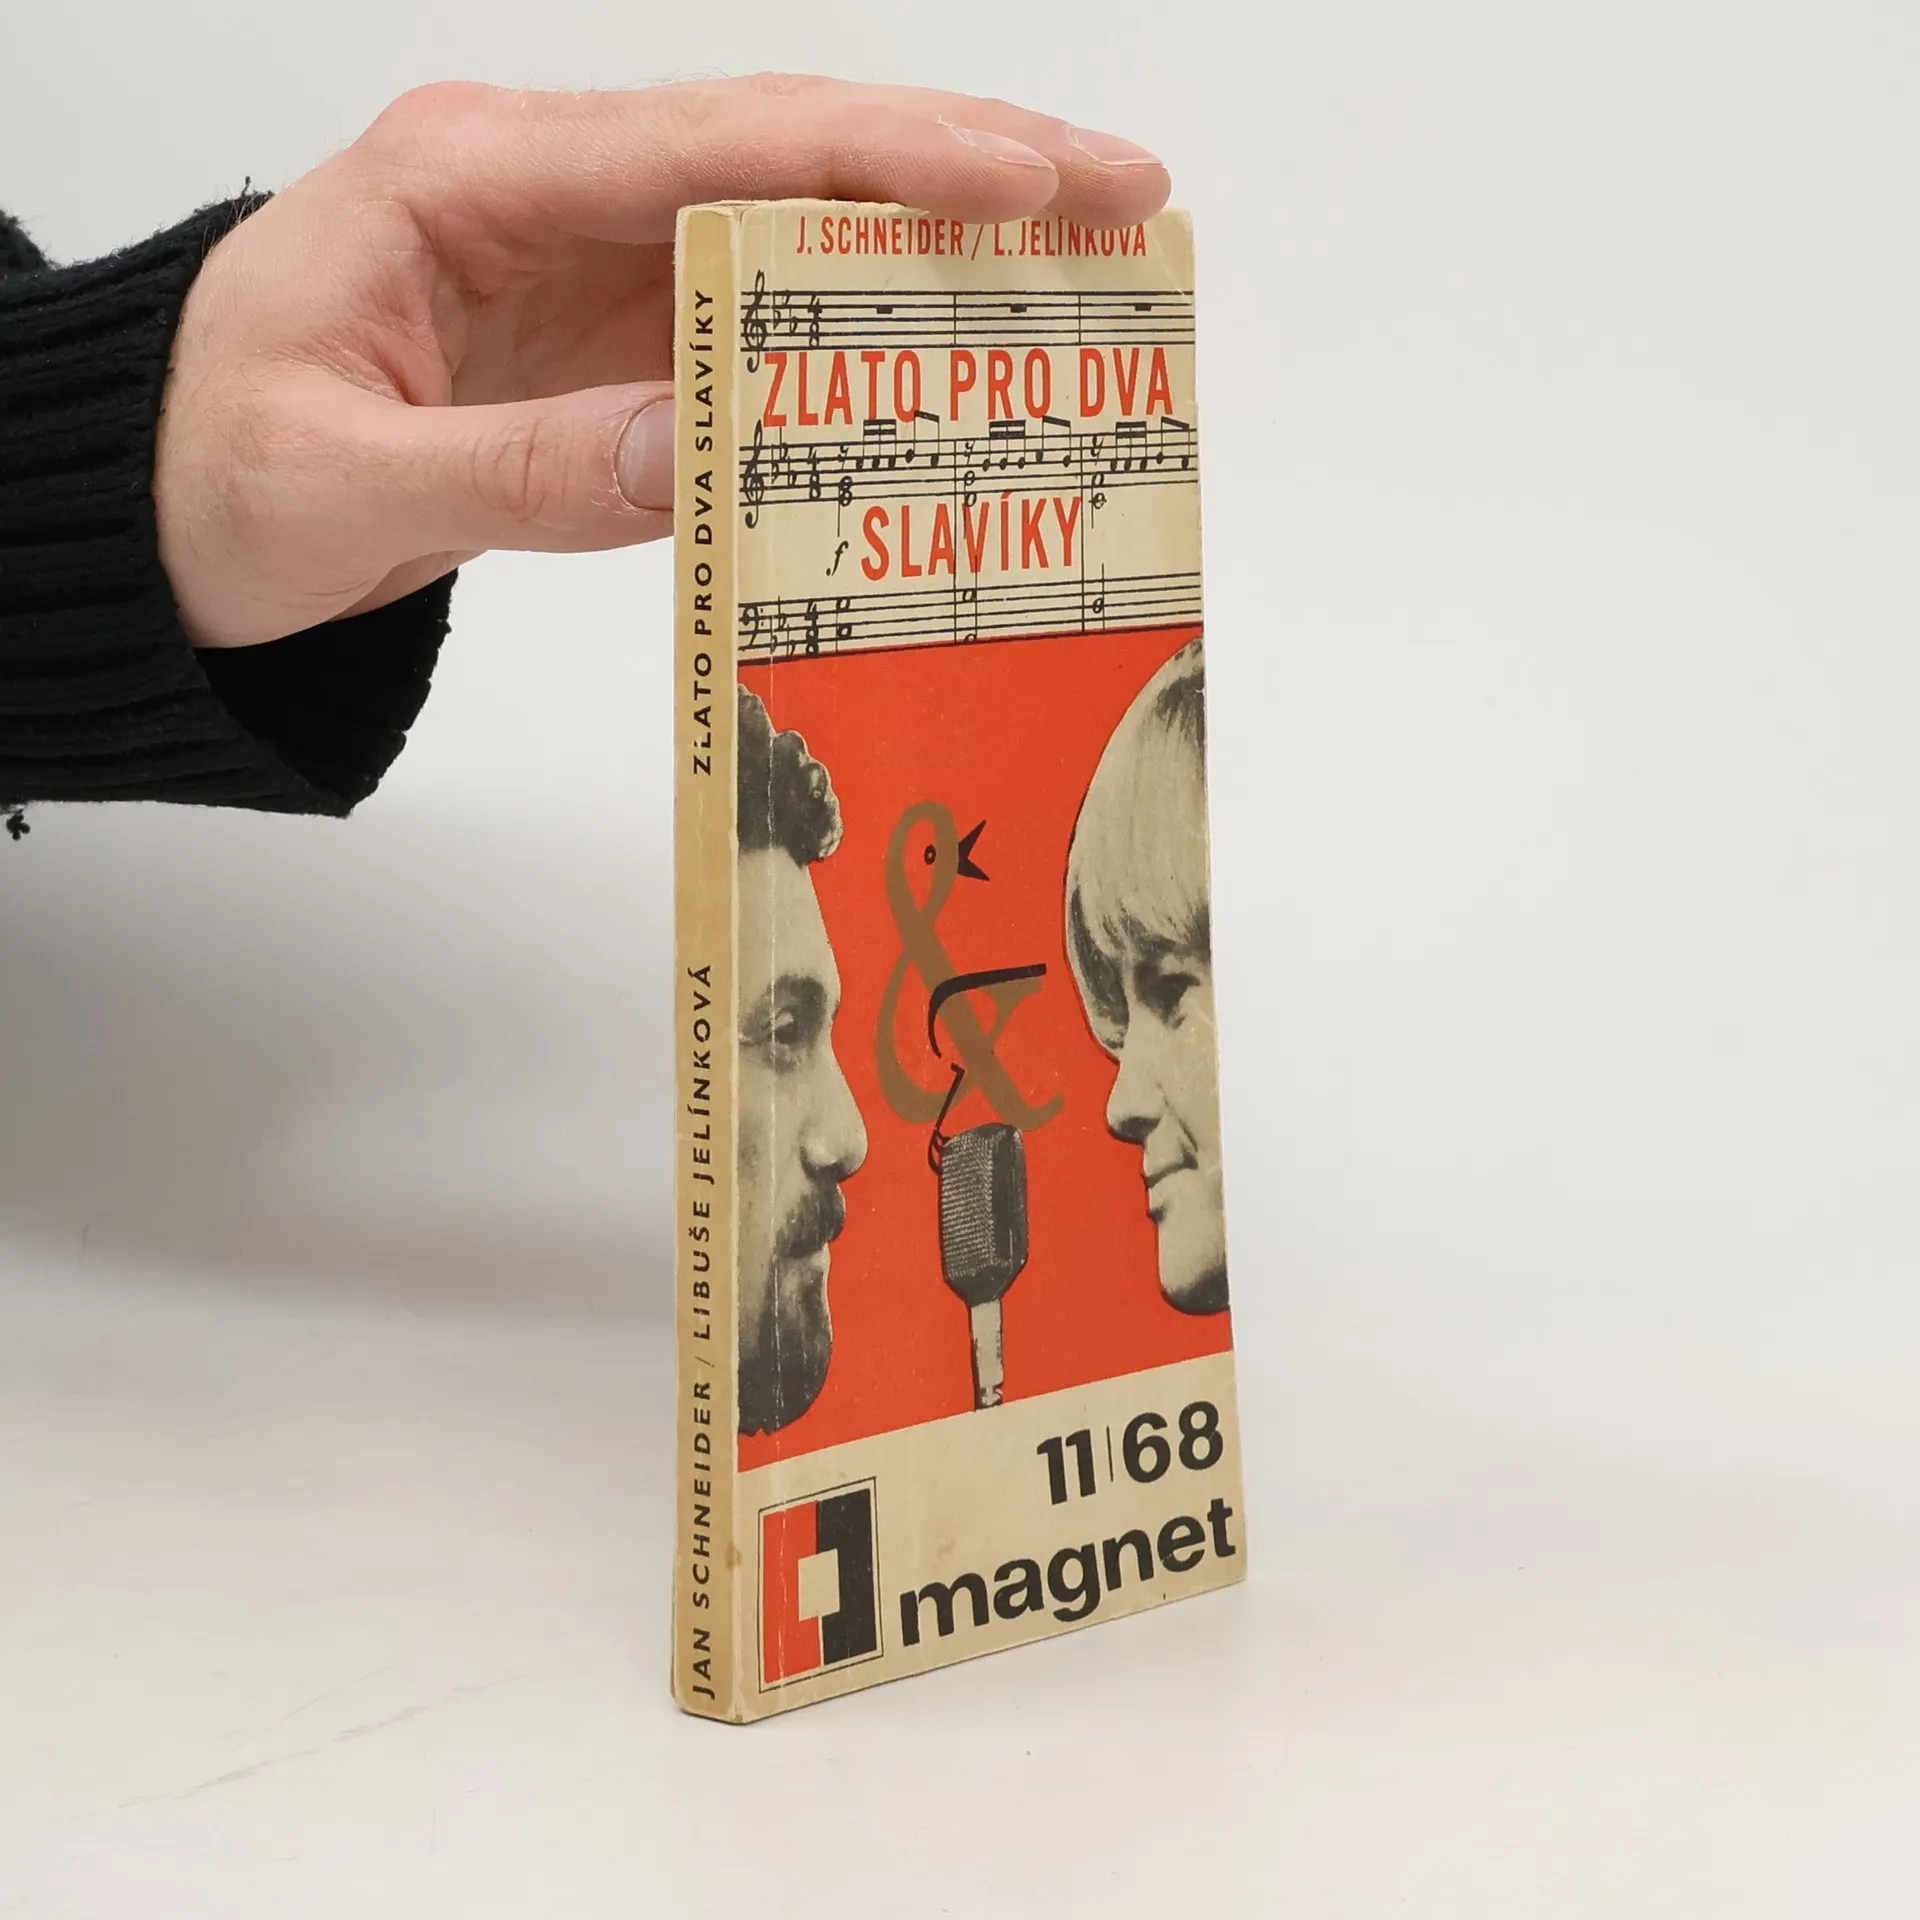 J. SCHNEIDER / L. JELÍNKOVÁ
ZLATO PRO DVA
SLAVÍKY
f
11|68
magnet
JAN SCHNEIDER / LIBUŠE JELÍNKOVÁ ZLATO PRO DVA SLAVÍKY